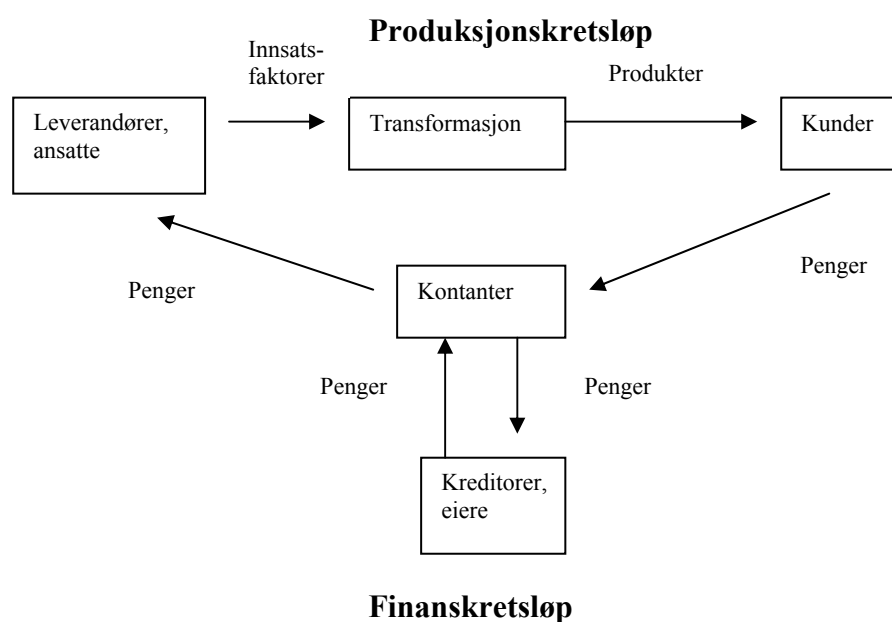 Produksjonskretsløp
Innsats-
faktorer
Produkter
Leverandører,
ansatte
Transformasjon
Kunder
Penger
Kontanter
Penger
Penger
Penger
Kreditorer,
eiere
Finanskretsløp